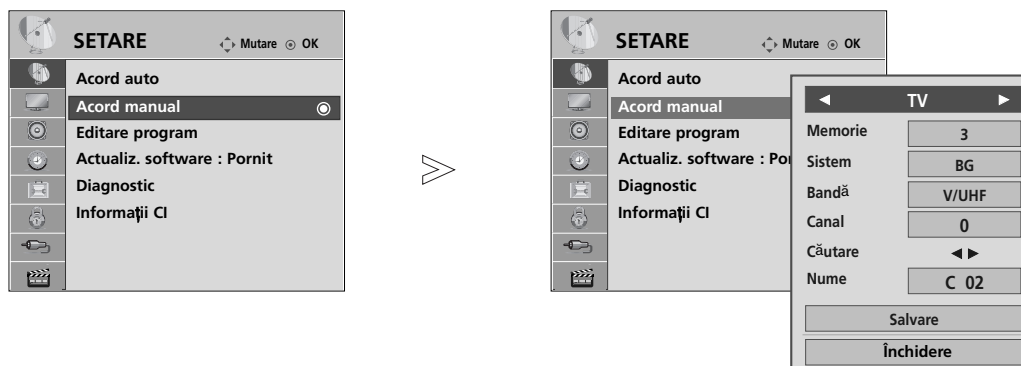 SETARE Mutare OK
Acord auto
Acord manual
Editare program
Actualiz. software : Pornit
Diagnostic
Informaţii CI
SETARE Mutare OK
Acord auto
Acord manual
Editare program
Actualiz. software : Por
Diagnostic
Informaţii CI
TV
Memorie 3
Sistem BG
Bandă V/UHF
Canal 0
Căutare
Nume C 02
Salvare
Închidere